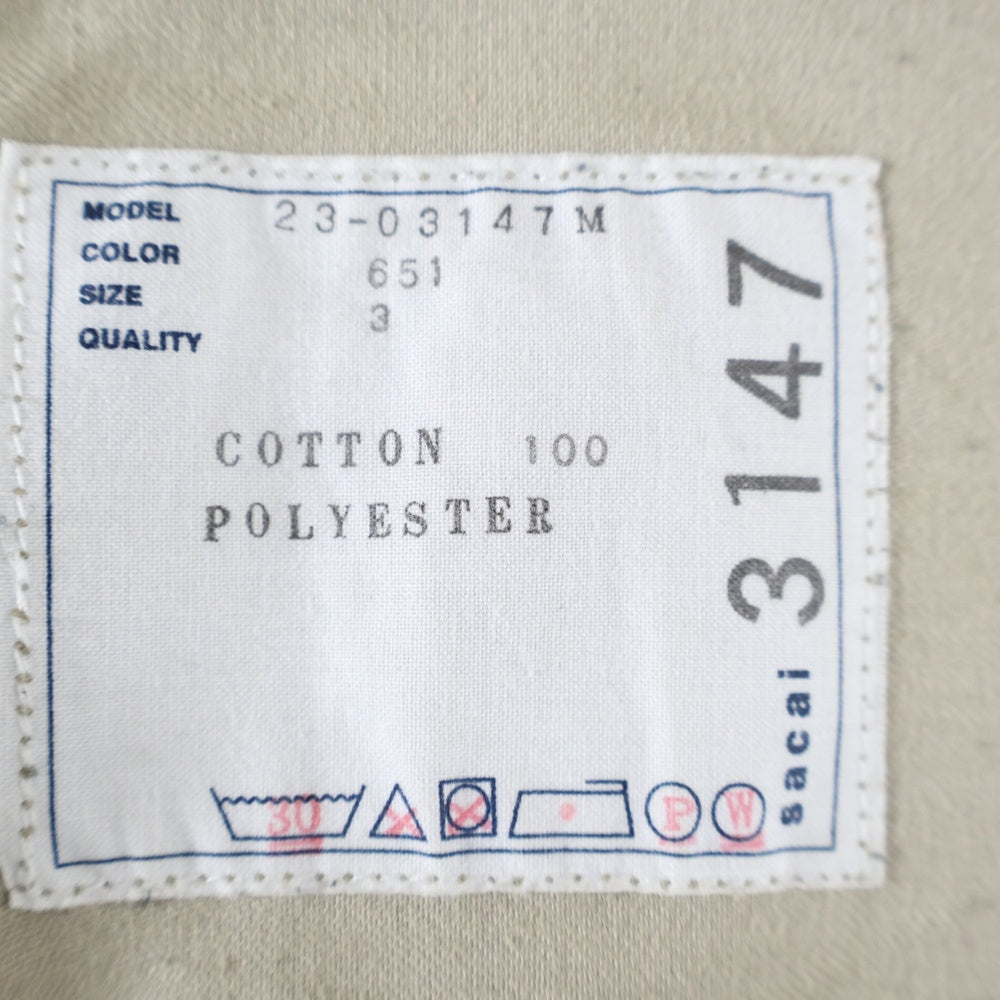 MODEL 23-03147M
COLOR 651
SIZE 3
QUALITY
COTTON 100
POLYESTER
30
P
W
sacai 3147